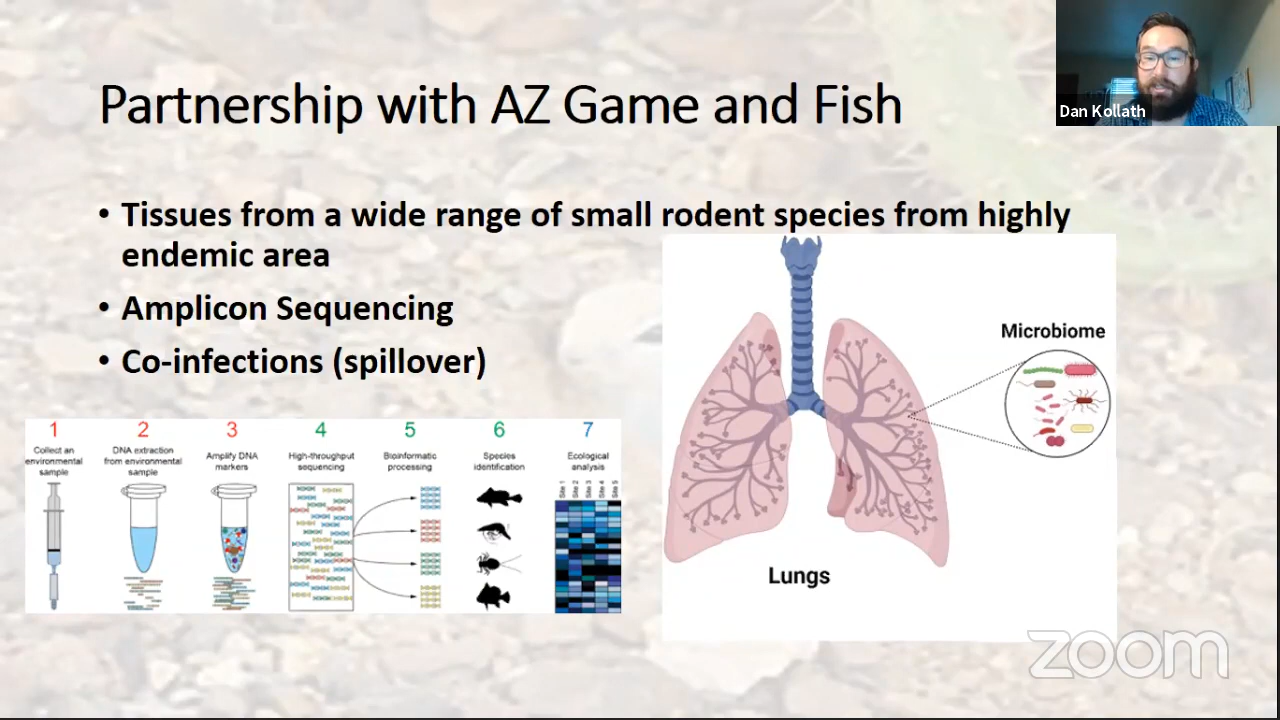 Dan Kollath
Partnership with AZ Game and Fish
• Tissues from a wide range of small rodent species from highly
endemic area
• Amplicon Sequencing
• Co-infections (spillover)
1
Collect an
environmental
sample
2
DNA extraction
from environmental
sample
3
Amplify DNA
markers
4
High-throughput
sequencing
5
Bioinformatic
processing
6
Species
identification
7
Ecological
analysis
Site 1
Site 2
Site 3
Site 4
Site 5
Microbiome
Lungs
zoom